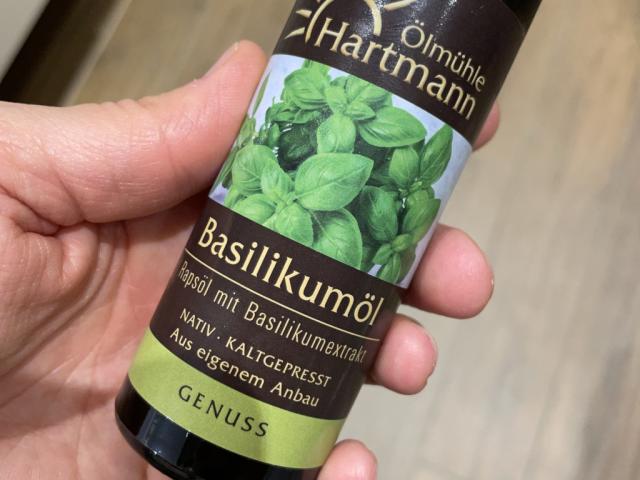 Ölmühle
Hartmann
Basilikumöl
Rapsöl mit Basilikumextrakt
NATIV · KALTGEPRESST
Aus eigenem Anbau
GENUSS